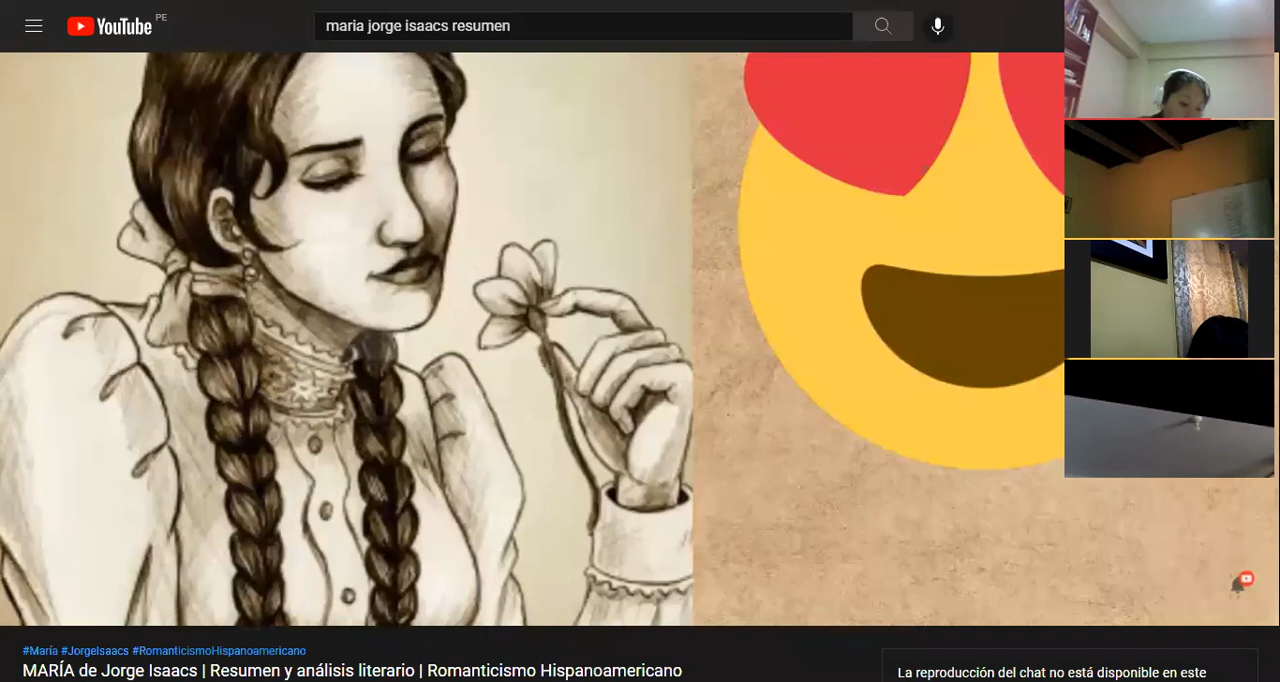 YouTube PE
maria jorge isaacs resumen
#María #JorgeIsaacs #RomanticismoHispanoamericano
MARÍA de Jorge Isaacs | Resumen y análisis literario | Romanticismo Hispanoamericano
La reproducción del chat no está disponible en este